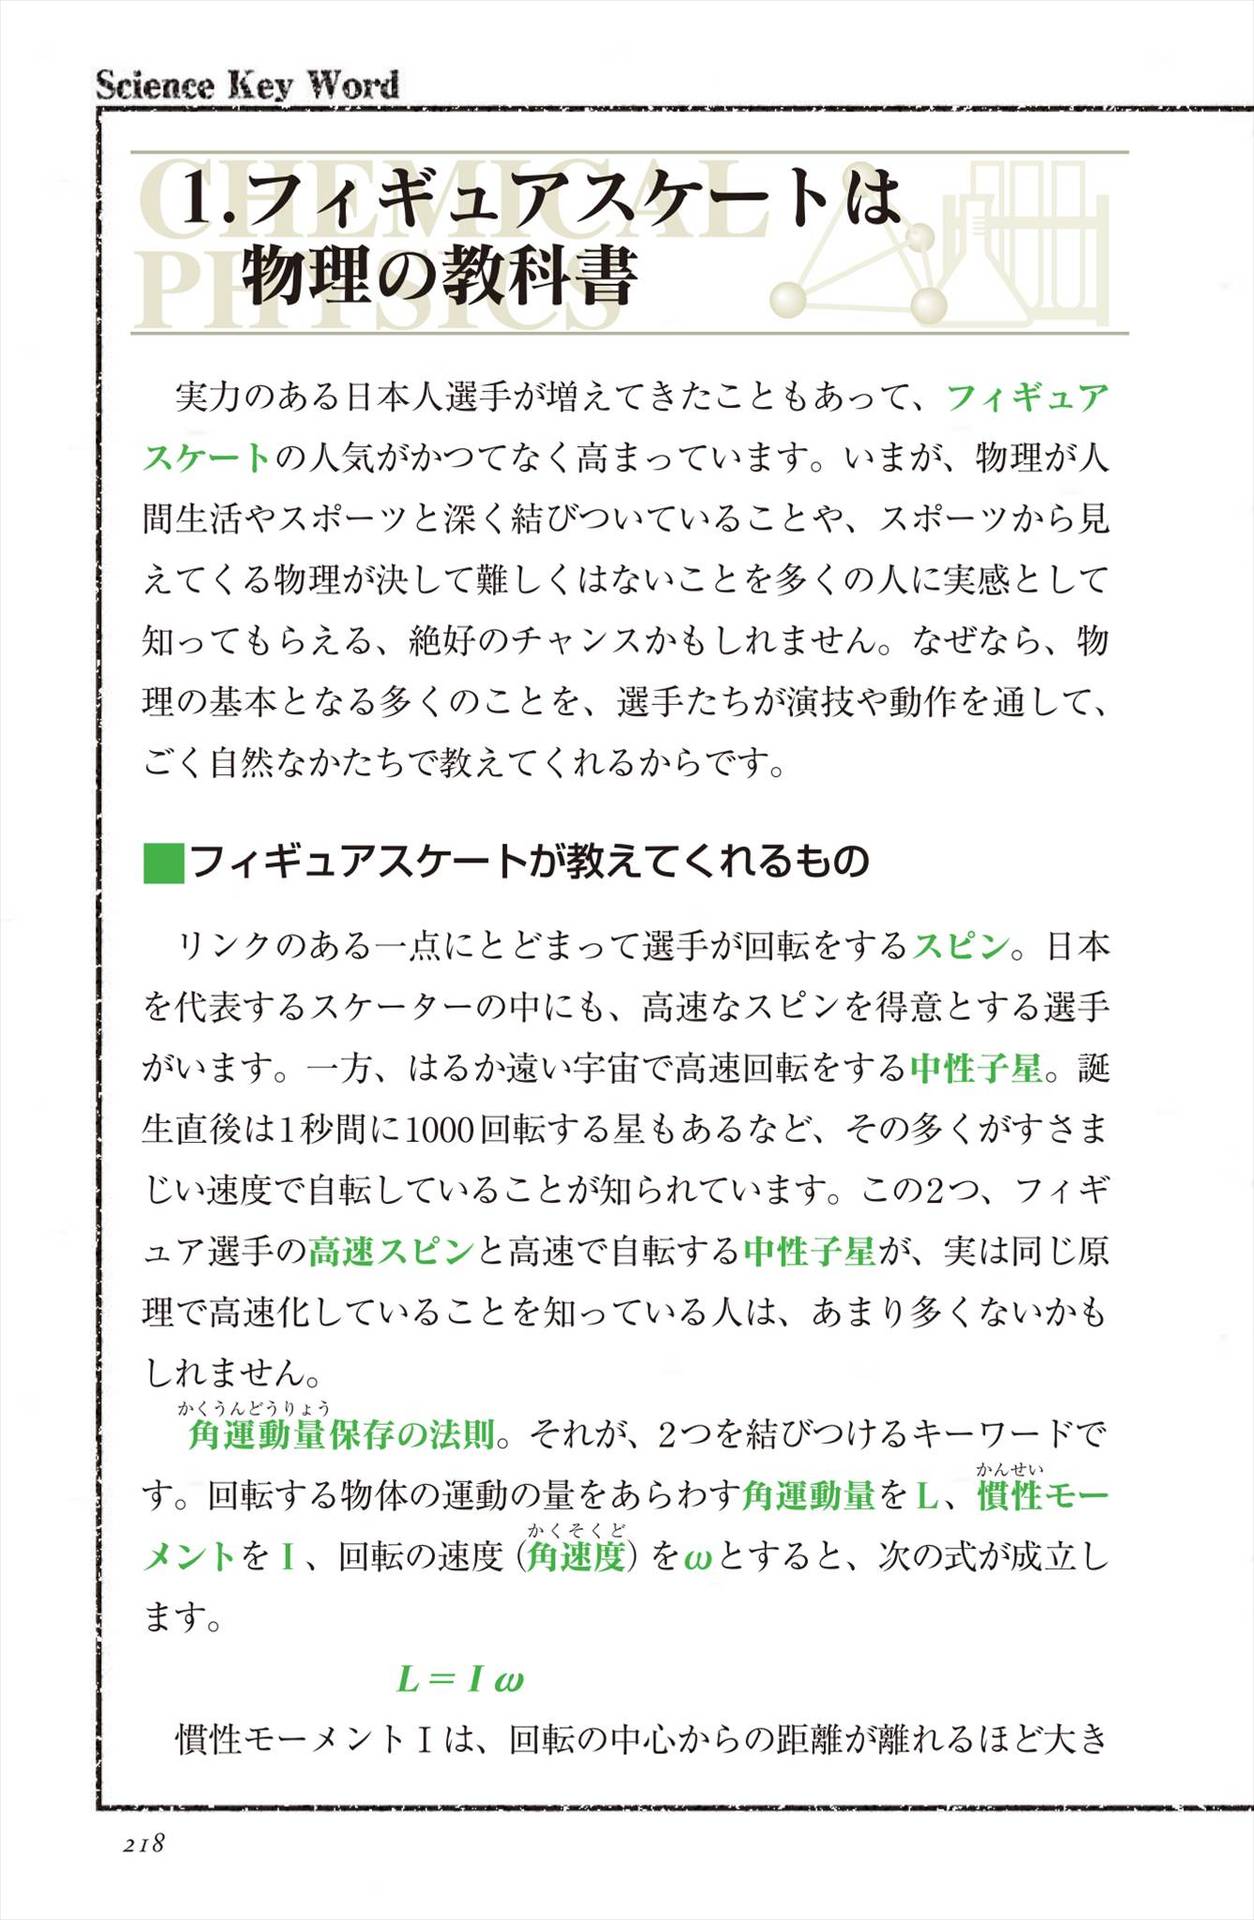 Science Key Word
CHEMICAL
PHYSICS
1.フィギュアスケートは
物理の教科書
実力のある日本人選手が増えてきたこともあって、フィギュア
スケートの人気がかつてなく高まっています。いまが、物理が人
間生活やスポーツと深く結びついていることや、スポーツから見
えてくる物理が決して難しくはないことを多くの人に実感として
知ってもらえる、絶好のチャンスかもしれません。なぜなら、物
理の基本となる多くのことを、選手たちが演技や動作を通して、
ごく自然なかたちで教えてくれるからです。
■フィギュアスケートが教えてくれるもの
リンクのある一点にとどまって選手が回転をするスピン。日本
を代表するスケーターの中にも、高速なスピンを得意とする選手
がいます。一方、はるか遠い宇宙で高速回転をする中性子星。誕
生直後は1秒間に1000回転する星もあるなど、その多くがすさま
じい速度で自転していることが知られています。この2つ、フィギ
ュア選手の高速スピンと高速で自転する中性子星が、実は同じ原
理で高速化していることを知っている人は、あまり多くないかも
しれません。
かくうんどうりょう
角運動量保存の法則。それが、2つを結びつけるキーワードで
かんせい
す。回転する物体の運動の量をあらわす角運動量をL、慣性モー
かくそくど
メントをI、回転の速度（角速度）をωとすると、次の式が成立し
ます。
L＝Iω
慣性モーメントIは、回転の中心からの距離が離れるほど大き
218